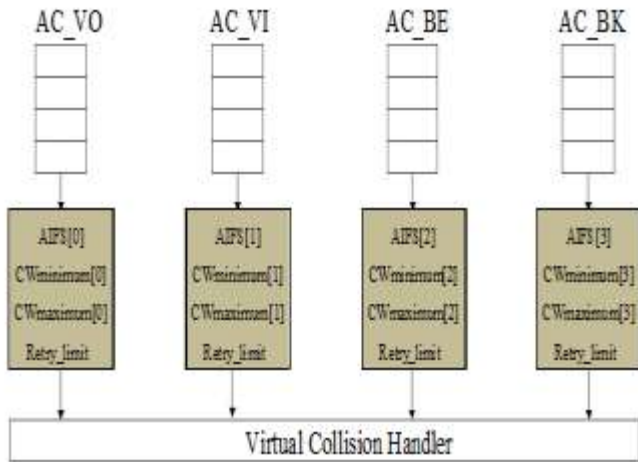 AC_VO AC_VI AC_BE AC_BK
AIFS[0] AIFS[1] AIFS[2] AIFS[3]
CWminimum[0] CWminimum[1] CWminimum[2] CWminimum[3]
CWmaximum[0] CWmaximum[1] CWmaximum[2] CWmaximum[3]
Retry_limit Retry_limit Retry_limit Retry_limit
Virtual Collision Handler